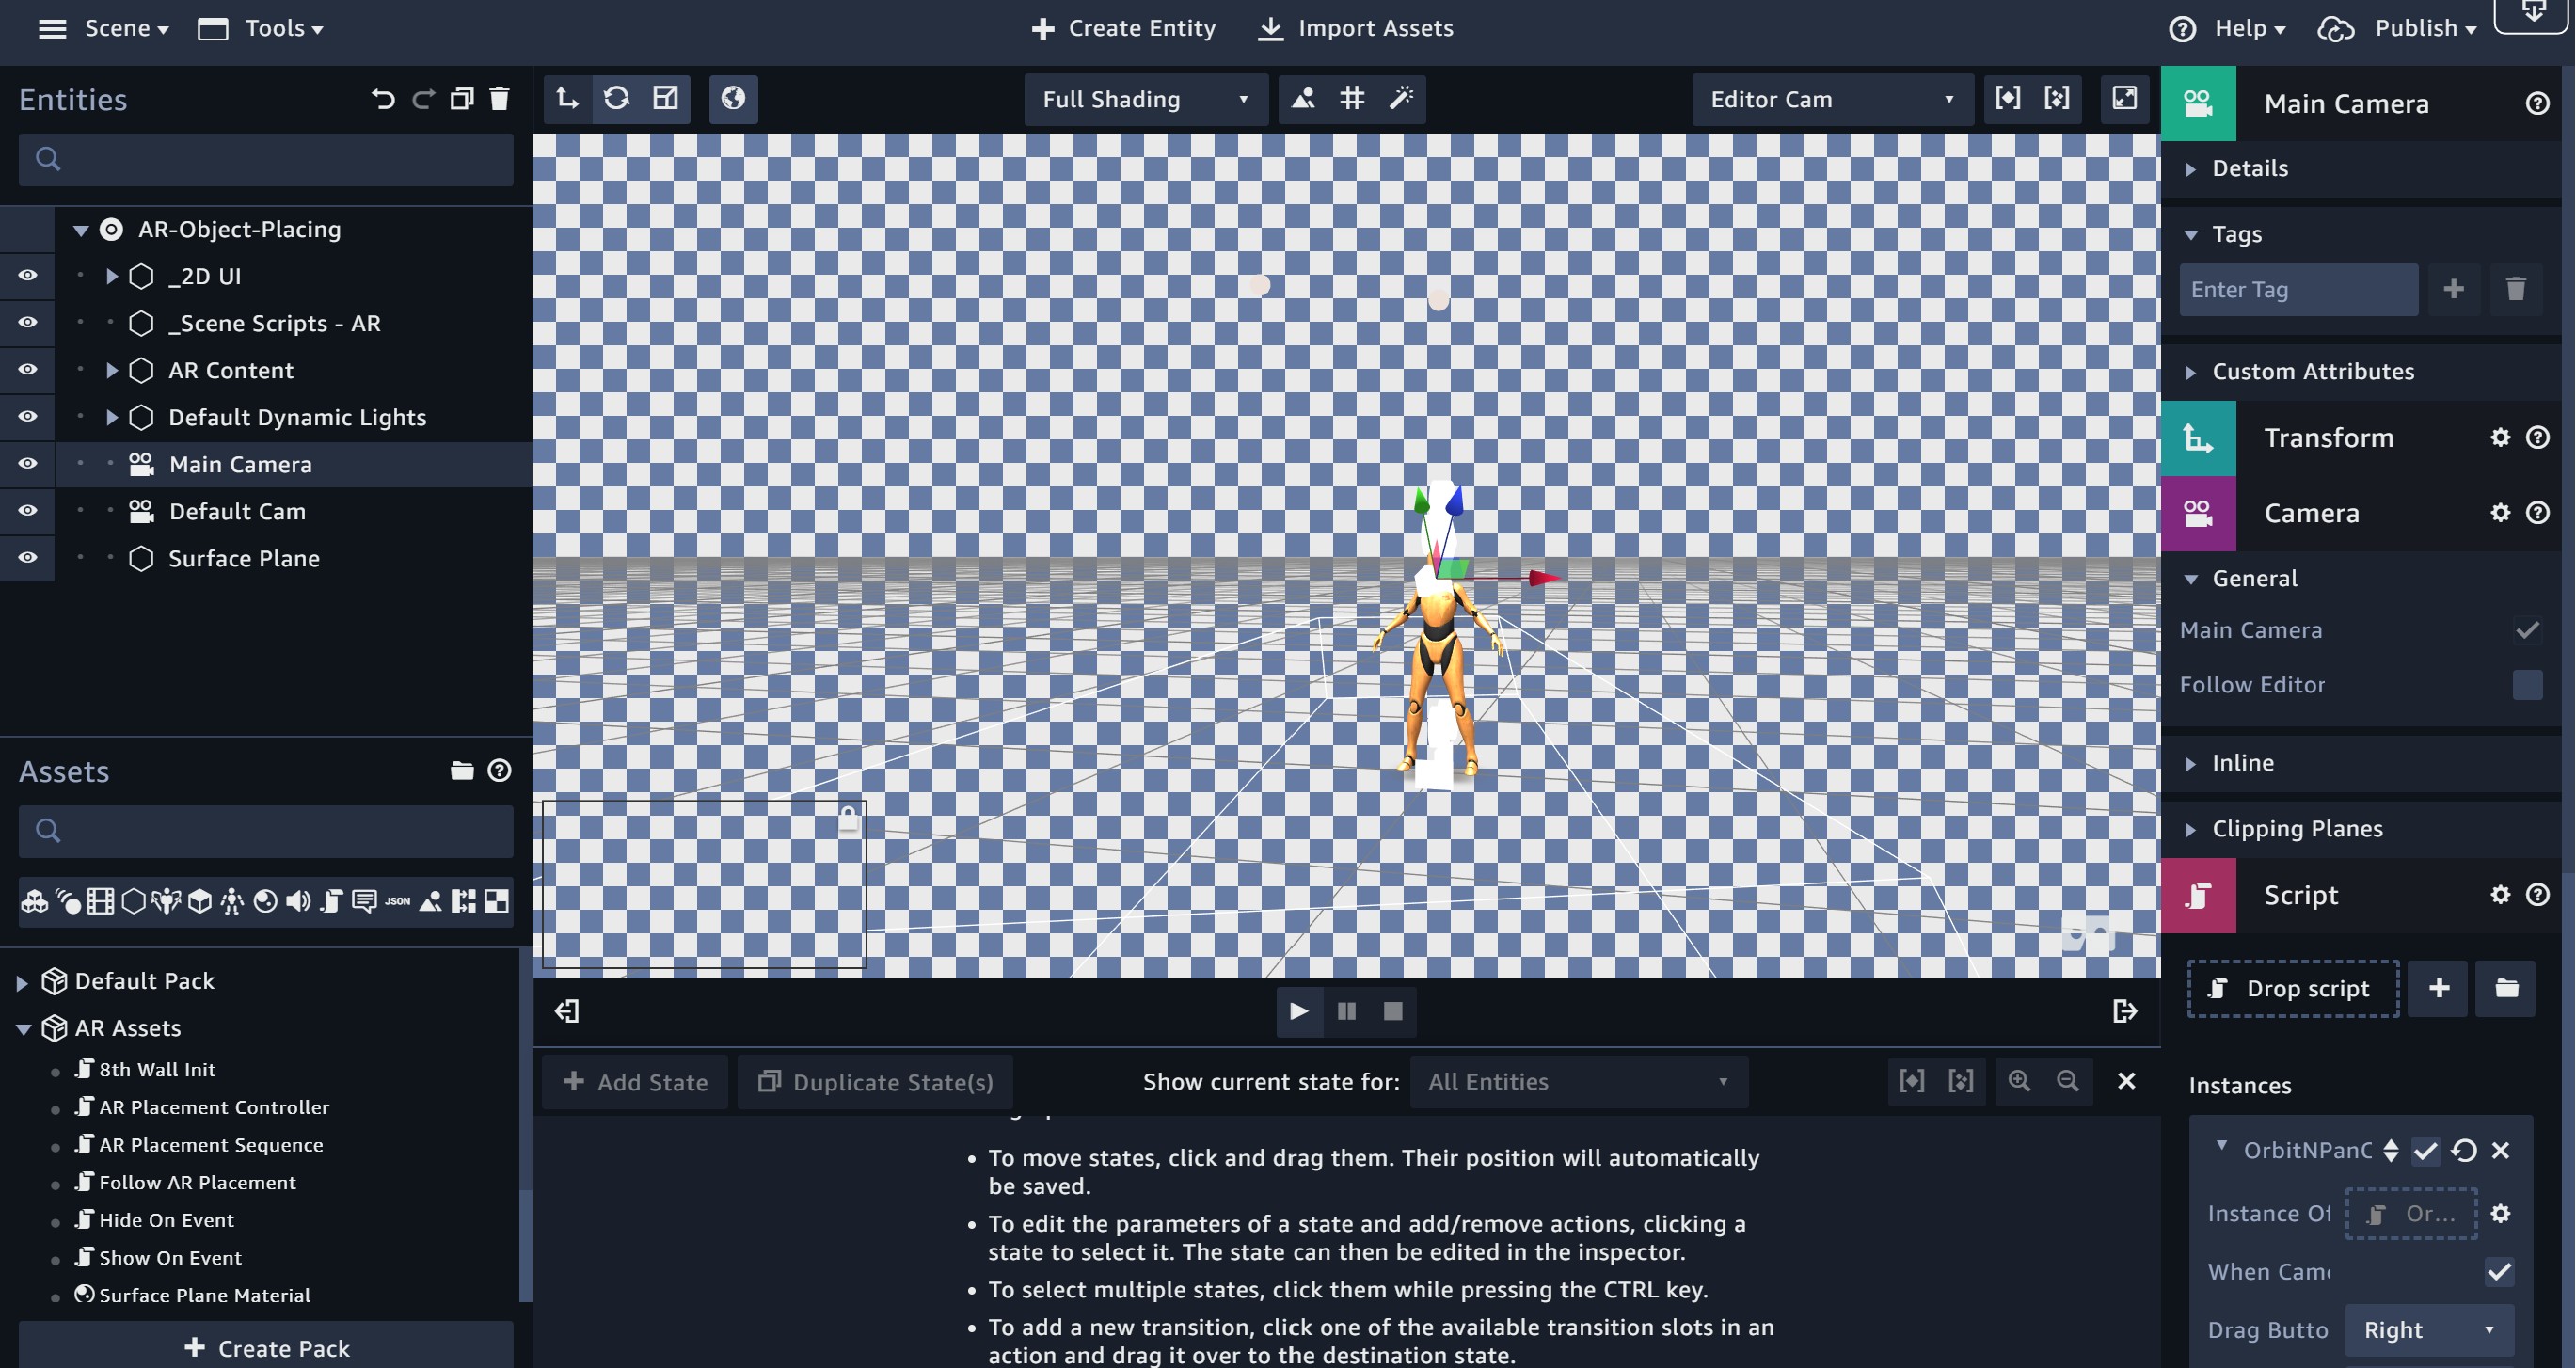 Scene
Tools
Create Entity
Import Assets
Help
Publish
Entities
AR-Object-Placing
_2D UI
_Scene Scripts - AR
AR Content
Default Dynamic Lights
Main Camera
Default Cam
Surface Plane
Assets
JSON
Default Pack
AR Assets
8th Wall Init
AR Placement Controller
AR Placement Sequence
Follow AR Placement
Hide On Event
Show On Event
Surface Plane Material
Create Pack
Full Shading
Editor Cam
Add State
Duplicate State(s)
Show current state for:
All Entities
• To move states, click and drag them. Their position will automatically
be saved.
• To edit the parameters of a state and add/remove actions, clicking a
state to select it. The state can then be edited in the inspector.
• To select multiple states, click them while pressing the CTRL key.
• To add a new transition, click one of the available transition slots in an
action and drag it over to the destination state.
Main Camera
Details
Tags
Enter Tag
Custom Attributes
Transform
Camera
General
Main Camera
Follow Editor
Inline
Clipping Planes
Script
Drop script
Instances
OrbitNPanC
Instance Of
Or...
When Came
Drag Butto
Right